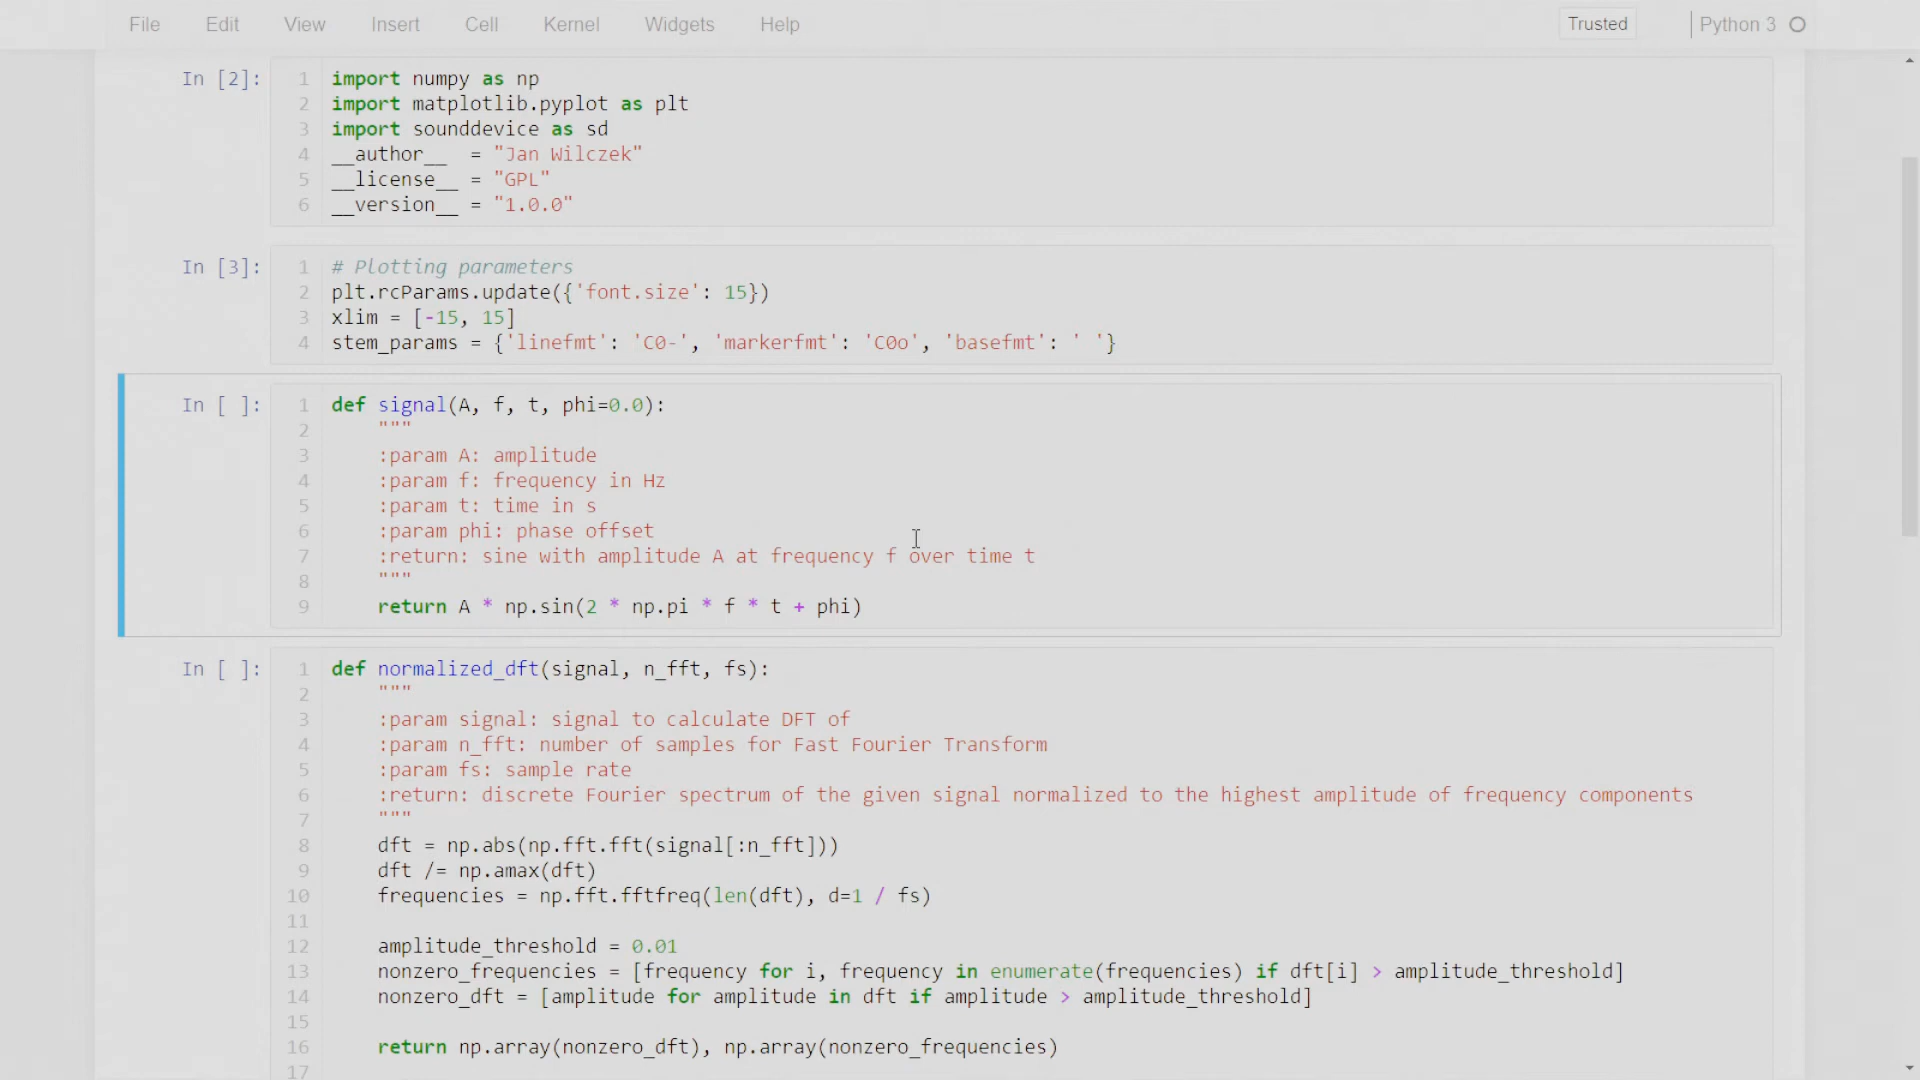 File Edit View Insert Cell Kernel Widgets Help Trusted Python 3
In [2]:
1 import numpy as np
2 import matplotlib.pyplot as plt
3 import sounddevice as sd
4 __author__ = "Jan Wilczek"
5 __license__ = "GPL"
6 __version__ = "1.0.0"
In [3]:
1 # Plotting parameters
2 plt.rcParams.update({'font.size': 15})
3 xlim = [-15, 15]
4 stem_params = {'linefmt': 'C0-', 'markerfmt': 'C0o', 'basefmt': ' '}
In [ ]:
1 def signal(A, f, t, phi=0.0):
2     """
3     :param A: amplitude
4     :param f: frequency in Hz
5     :param t: time in s
6     :param phi: phase offset
7     :return: sine with amplitude A at frequency f over time t
8     """
9     return A * np.sin(2 * np.pi * f * t + phi)
In [ ]:
1 def normalized_dft(signal, n_fft, fs):
2     """
3     :param signal: signal to calculate DFT of
4     :param n_fft: number of samples for Fast Fourier Transform
5     :param fs: sample rate
6     :return: discrete Fourier spectrum of the given signal normalized to the highest amplitude of frequency components
7     """
8     dft = np.abs(np.fft.fft(signal[:n_fft]))
9     dft /= np.amax(dft)
10     frequencies = np.fft.fftfreq(len(dft), d=1 / fs)
11
12     amplitude_threshold = 0.01
13     nonzero_frequencies = [frequency for i, frequency in enumerate(frequencies) if dft[i] > amplitude_threshold]
14     nonzero_dft = [amplitude for amplitude in dft if amplitude > amplitude_threshold]
15
16     return np.array(nonzero_dft), np.array(nonzero_frequencies)
17